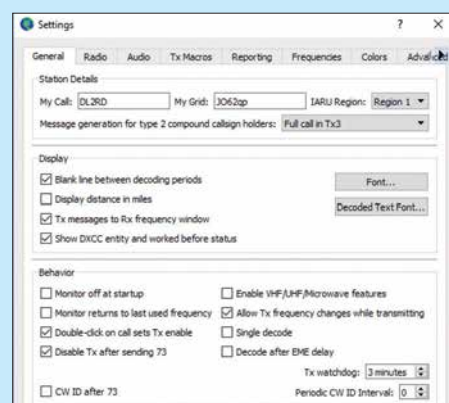 Settings ? ×
General Radio Audio Tx Macros Reporting Frequencies Colors Advanced
Station Details
My Call: DL2RD My Grid: JO62qp IARU Region: Region 1
Message generation for type 2 compound callsign holders: Full call in Tx3
Display
Blank line between decoding periods Font...
Display distance in miles
Decoded Text Font...
Tx messages to Rx frequency window
Show DXCC entity and worked before status
Behavior
Monitor off at startup Enable VHF/UHF/Microwave features
Monitor returns to last used frequency Allow Tx frequency changes while transmitting
Double-click on call sets Tx enable Single decode
Disable Tx after sending 73 Decode after EME delay
Tx watchdog: 3 minutes
CW ID after 73 Periodic CW ID Interval: 0